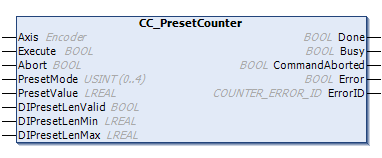 CC_PresetCounter
Axis Encoder BOOL Done
Execute BOOL BOOL Busy
Abort BOOL BOOL CommandAborted
PresetMode USINT (0..4) BOOL Error
PresetValue LREAL COUNTER_ERROR_ID ErrorID
DIPresetLenValid BOOL
DIPresetLenMin LREAL
DIPresetLenMax LREAL